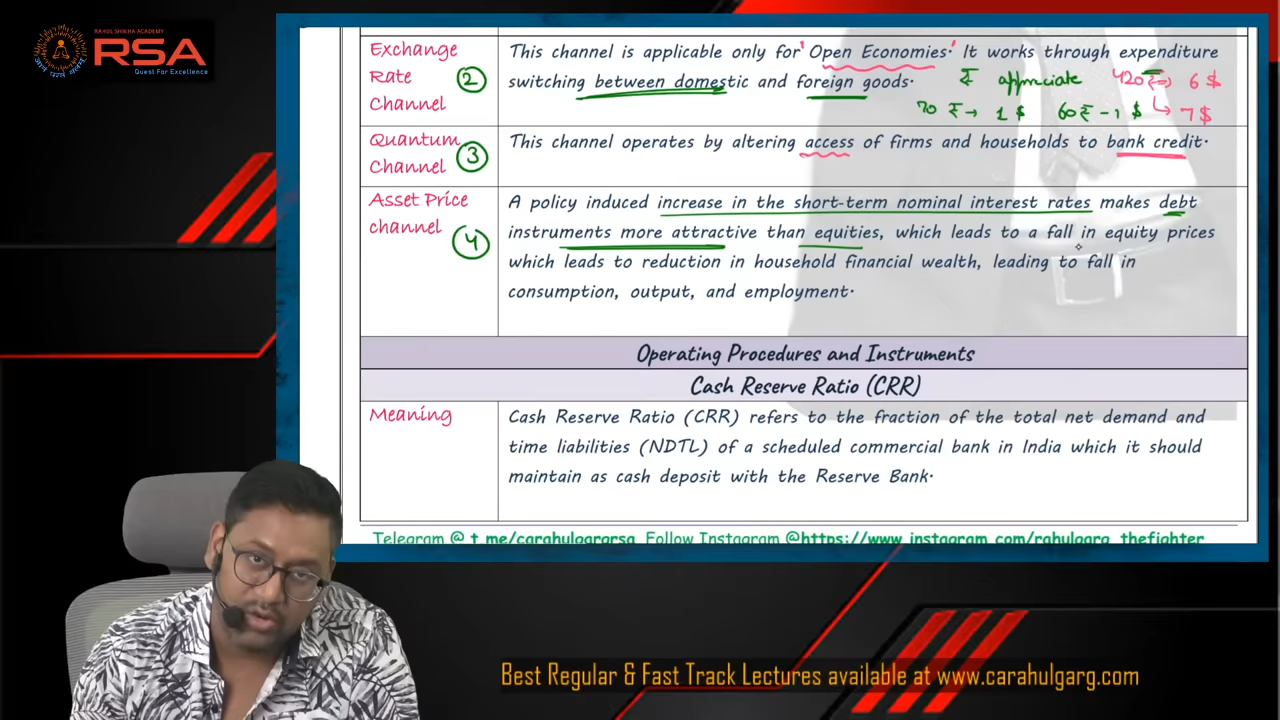 RAHUL SHIKHA ACADEMY
RSA
Quest For Excellence
Exchange
Rate
Channel
2
This channel is applicable only for 'Open Economies.' It works through expenditure
switching between domestic and foreign goods.
₹ appreciate 420 ₹ => 6 $
70 ₹ → 1 $ 60 ₹ - 1 $ ↳ 7 $
Quantum
Channel
3
This channel operates by altering access of firms and households to bank credit.
Asset Price
channel
4
A policy induced increase in the short-term nominal interest rates makes debt
instruments more attractive than equities, which leads to a fall in equity prices
which leads to reduction in household financial wealth, leading to fall in
consumption, output, and employment.
Operating Procedures and Instruments
Cash Reserve Ratio (CRR)
Meaning
Cash Reserve Ratio (CRR) refers to the fraction of the total net demand and
time liabilities (NDTL) of a scheduled commercial bank in India which it should
maintain as cash deposit with the Reserve Bank.
Telegram @ t.me/carahulgargrsa Follow Instagram @https://www.instagram.com/rahulgarg_thefighter
Best Regular & Fast Track Lectures available at www.carahulgarg.com